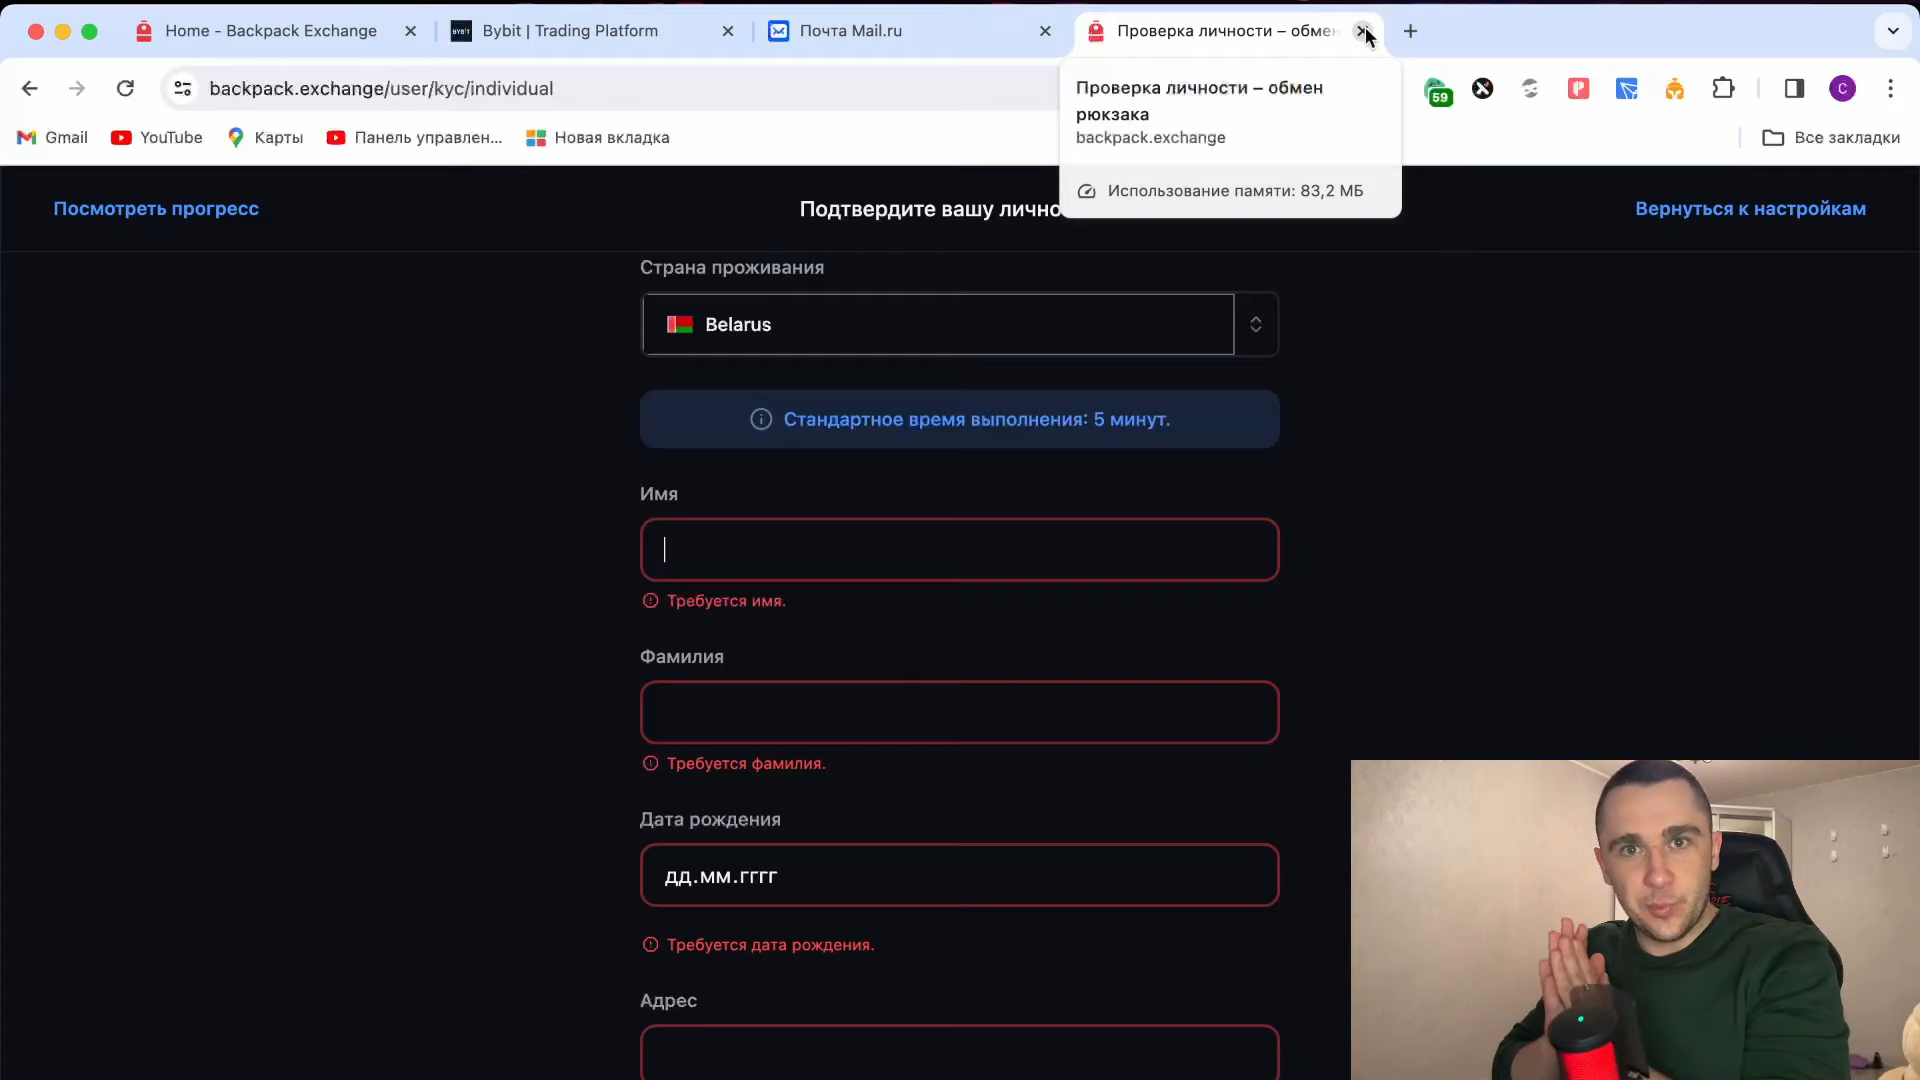 Home - Backpack Exchange
BYBIT
Bybit | Trading Platform
Почта Mail.ru
Проверка личности – обмен
backpack.exchange/user/kyc/individual
Проверка личности – обмен
рюкзака
backpack.exchange
Использование памяти: 83,2 МБ
59
C
Gmail
YouTube
Карты
Панель управлен...
Новая вкладка
Все закладки
Посмотреть прогресс
Подтвердите вашу лично
Вернуться к настройкам
Страна проживания
Belarus
Стандартное время выполнения: 5 минут.
Имя
Требуется имя.
Фамилия
Требуется фамилия.
Дата рождения
дд.мм.гггг
Требуется дата рождения.
Адрес